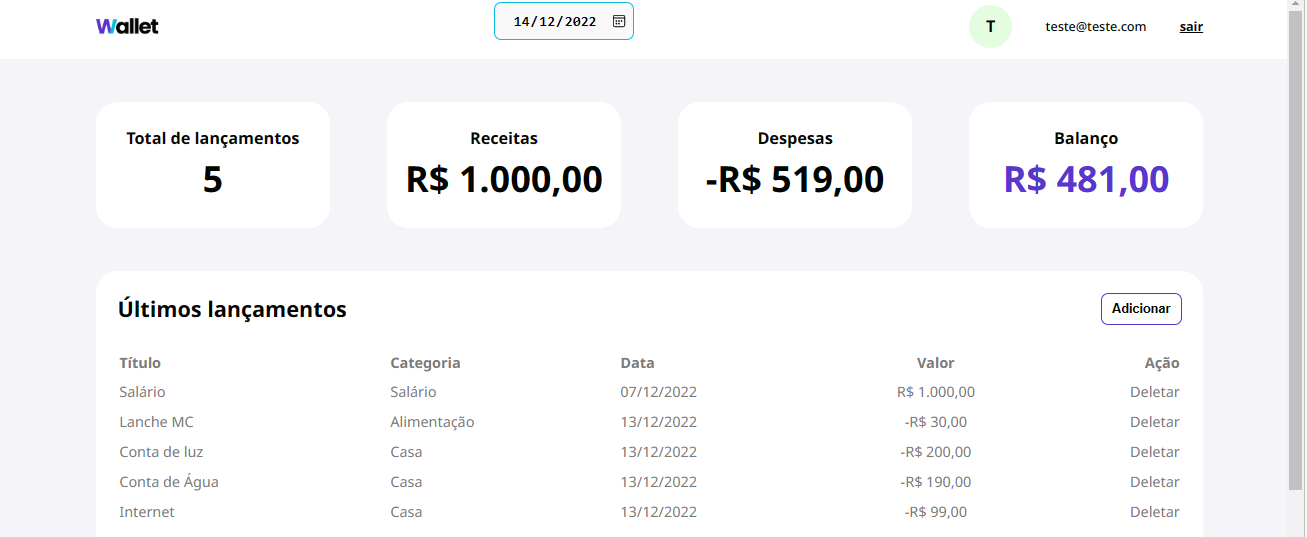 Wallet 14/12/2022 T teste@teste.com sair
Total de lançamentos Receitas Despesas Balanço
5 R$ 1.000,00 -R$ 519,00 R$ 481,00
Últimos lançamentos Adicionar
Título Categoria Data Valor Ação
Salário Salário 07/12/2022 R$ 1.000,00 Deletar
Lanche MC Alimentação 13/12/2022 -R$ 30,00 Deletar
Conta de luz Casa 13/12/2022 -R$ 200,00 Deletar
Conta de Água Casa 13/12/2022 -R$ 190,00 Deletar
Internet Casa 13/12/2022 -R$ 99,00 Deletar